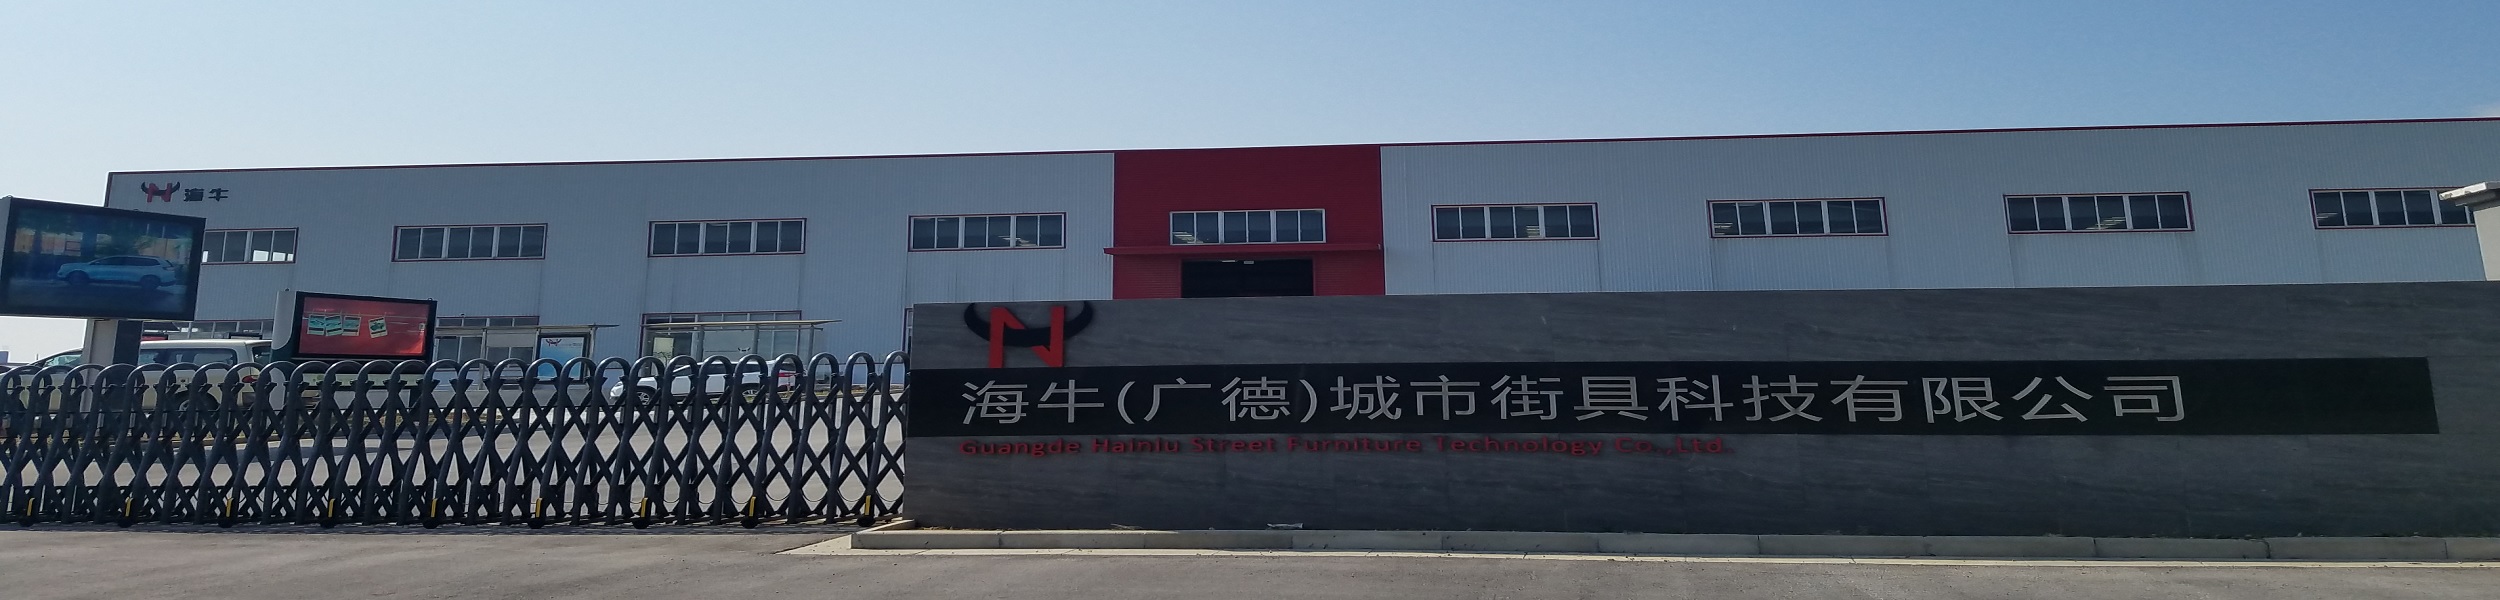 海牛
海牛(广德)城市街具科技有限公司
Guangde Hainiu Street Furniture Technology Co.,Ltd.